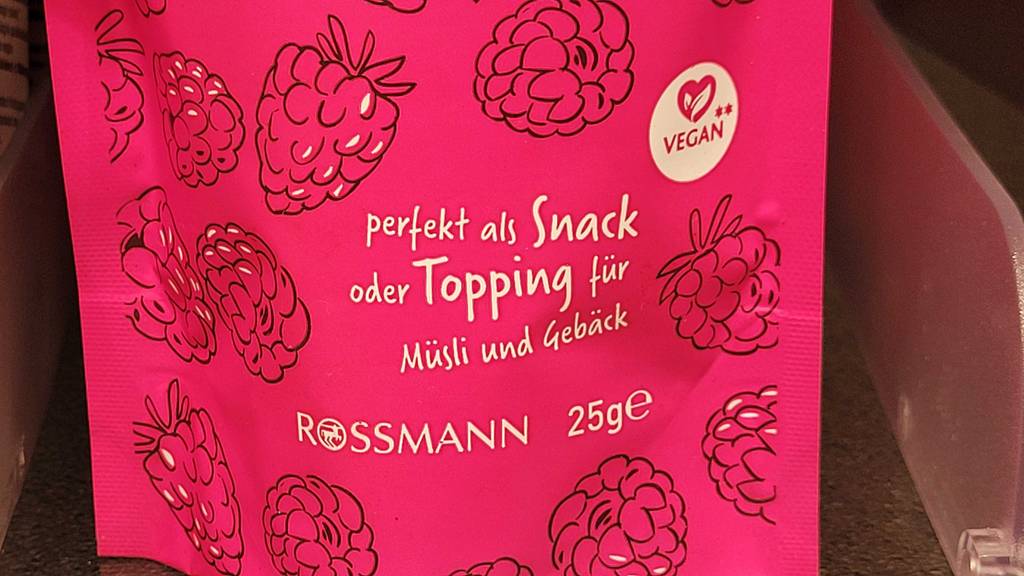 VEGAN**
perfekt als Snack
oder Topping für
Müsli und Gebäck
ROSSMANN 25g℮